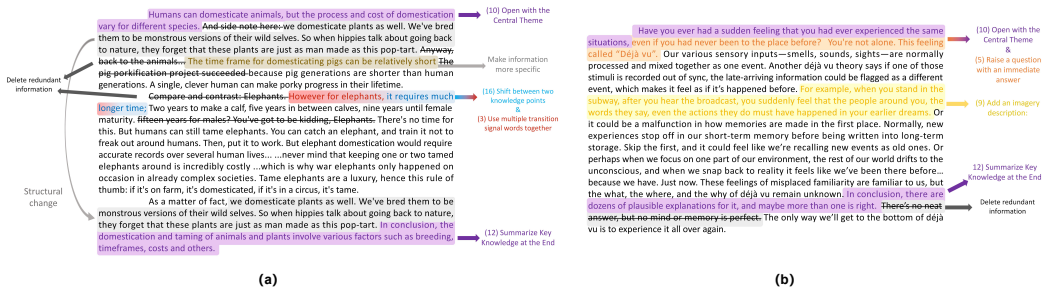 Humans can domesticate animals, but the process and cost of domestication
vary for different species. And side note here: we domesticate plants as well. We've bred
them to be monstrous versions of their wild selves. So when hippies talk about going back
to nature, they forget that these plants are just as man made as this pop-tart. Anyway,
back to the animals... The time frame for domesticating pigs can be relatively short The
pig porkification project succeeded because pig generations are shorter than human
generations. A single, clever human can make porky progress in their lifetime.
Compare and contrast: Elephants. However for elephants, it requires much
longer time; Two years to make a calf, five years in between calves, nine years until female
maturity. fifteen years for males? You've got to be kidding, Elephants. There's no time for
this. But humans can still tame elephants. You can catch an elephant, and train it not to
freak out around humans. Then, put it to work. But elephant domestication would require
accurate records over several human lives... ...never mind that keeping one or two tamed
elephants around is incredibly costly ...which is why war elephants only happened on
occasion in already complex societies. Tame elephants are a luxury, hence this rule of
thumb: if it's on farm, it's domesticated, if it's in a circus, it's tame.
As a matter of fact, we domesticate plants as well. We've bred them to be
monstrous versions of their wild selves. So when hippies talk about going back to nature,
they forget that these plants are just as man made as this pop-tart. In conclusion, the
domestication and taming of animals and plants involve various factors such as breeding,
timeframes, costs and others.
Delete redundant
information
Structural
change
(10) Open with the
Central Theme
Make information
more specific
(16) Shift between two
knowledge points
&
(3) Use multiple transition
signal words together
(12) Summarize Key
Knowledge at the End
(a)
Have you ever had a sudden feeling that you had ever experienced the same
situations, even if you had never been to the place before? You're not alone. This feeling
called "Déjà vu". Our various sensory inputs—smells, sounds, sights—are normally
processed and mixed together as one event. Another déjà vu theory says if one of those
stimuli is recorded out of sync, the late-arriving information could be flagged as a different
event, which makes it feel as if it's happened before. For example, when you stand in the
subway, after you hear the broadcast, you suddenly feel that the people around you, the
words they say, even the actions they do must have happened in your earlier dreams. Or
it could be a malfunction in how memories are made in the first place. Normally, new
experiences stop off in our short-term memory before being written into long-term
storage. Skip the first, and it could feel like we're recalling new events as old ones. Or
perhaps when we focus on one part of our environment, the rest of our world drifts to the
unconscious, and when we snap back to reality it feels like we've been there before...
because we have. Just now. These feelings of misplaced familiarity are familiar to us, but
the what, the where, and the why of déjà vu remain unknown. In conclusion, there are
dozens of plausible explanations for it, and maybe more than one is right. There's no neat
answer, but no mind or memory is perfect. The only way we'll get to the bottom of déjà
vu is to experience it all over again.
(10) Open with the
Central Theme
&
(5) Raise a question
with an immediate
answer
(9) Add an imagery
description
12) Summarize Key
Knowledge at the End
Delete redundant
information
(b)